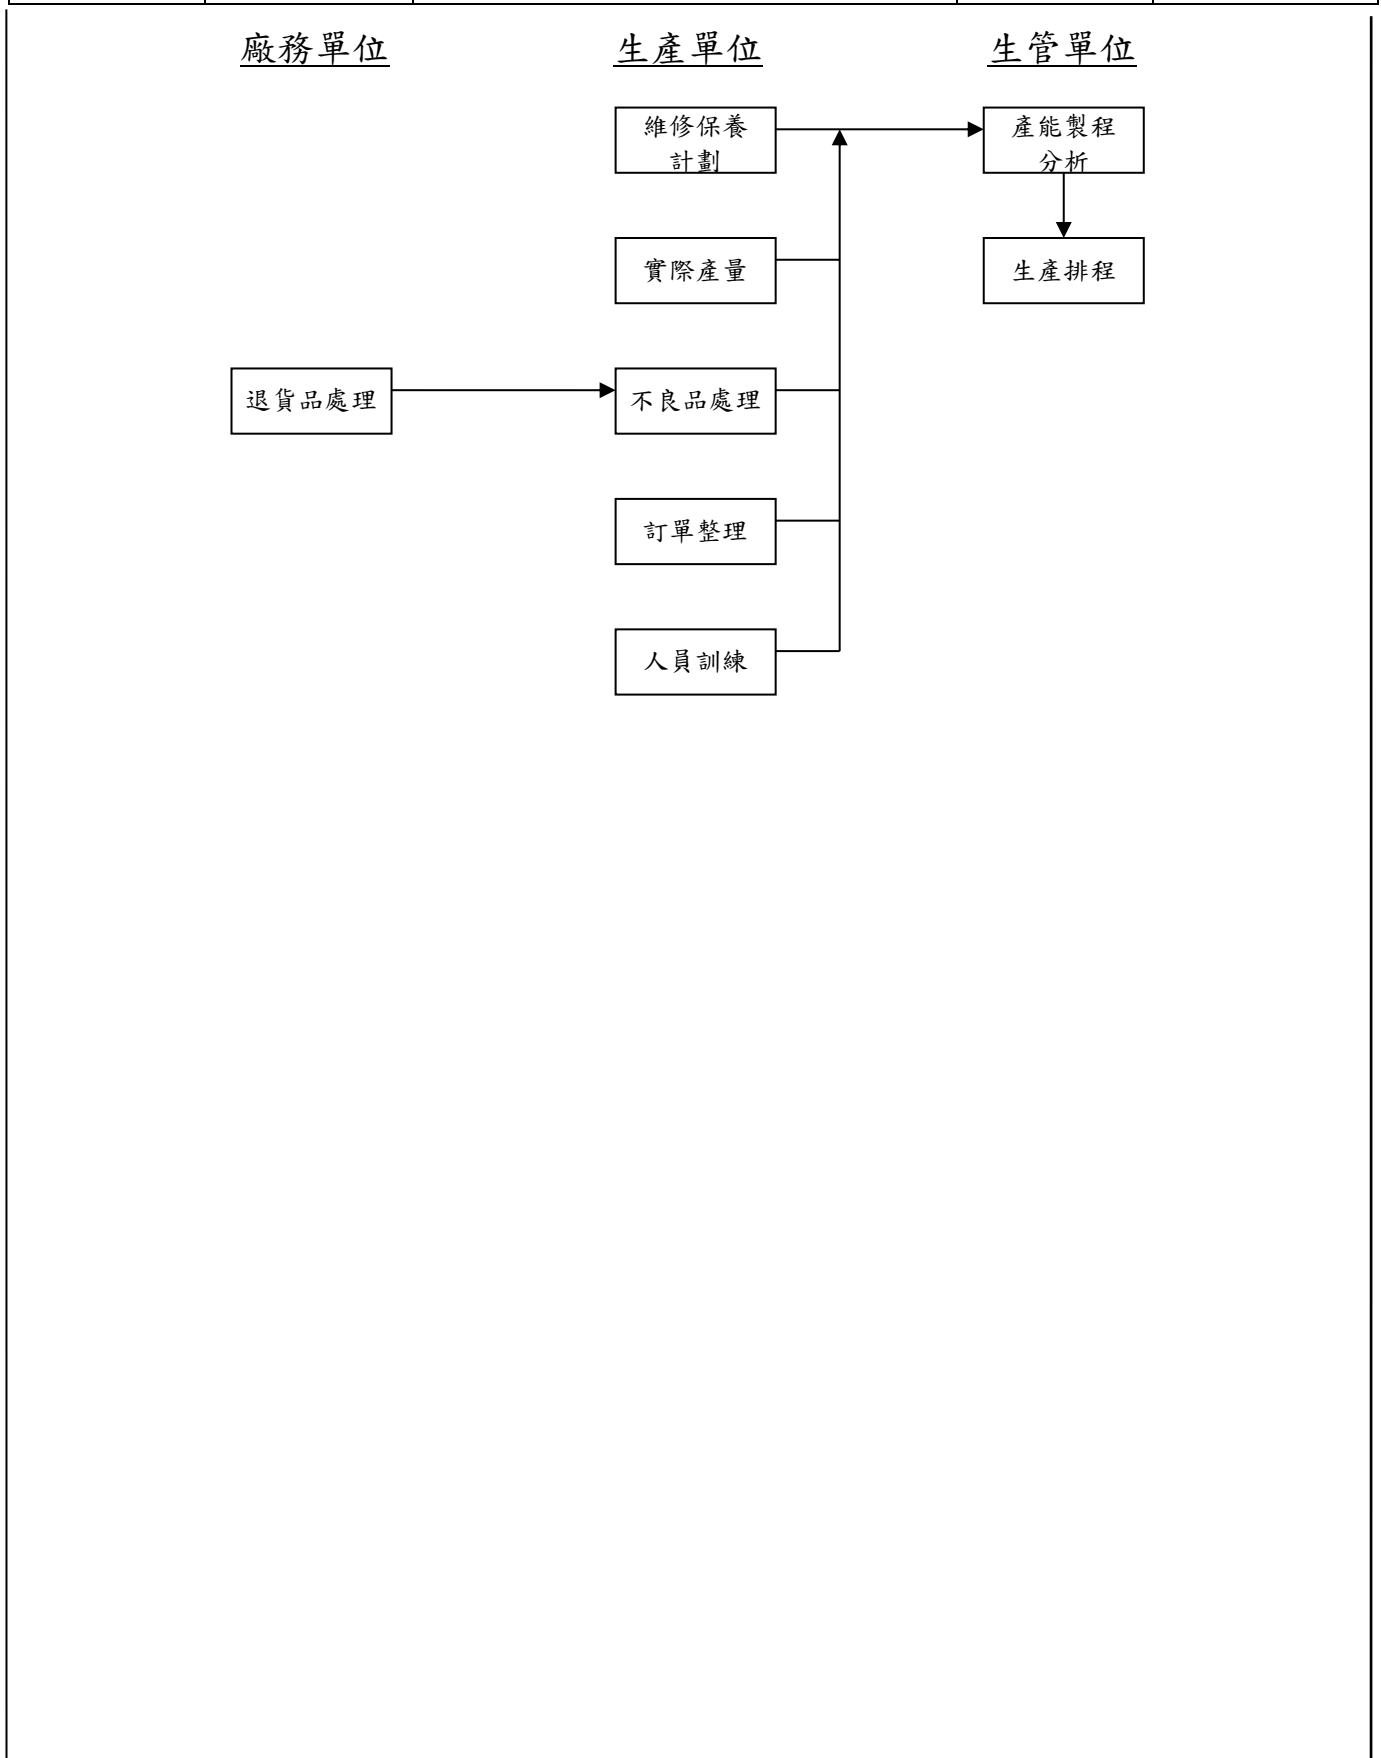 廠務單位
生產單位
生管單位
維修保養
計劃
產能製程
分析
實際產量
生產排程
退貨品處理
不良品處理
訂單整理
人員訓練